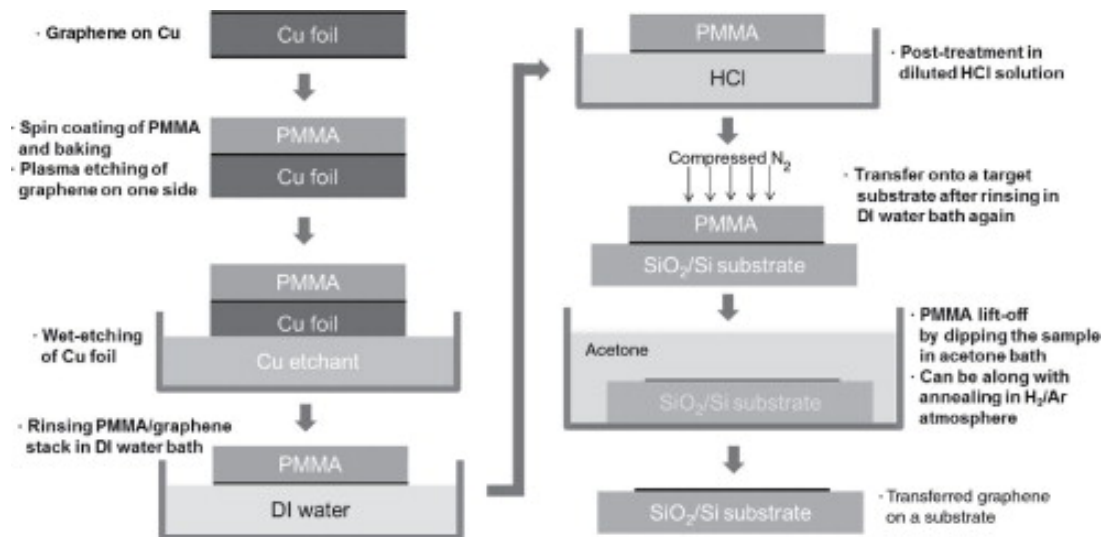 · Graphene on Cu
Cu foil
· Spin coating of PMMA
and baking
· Plasma etching of
graphene on one side
PMMA
Cu foil
· Wet-etching
of Cu foil
PMMA
Cu foil
Cu etchant
· Rinsing PMMA/graphene
stack in DI water bath
PMMA
DI water
PMMA
HCl
· Post-treatment in
diluted HCl solution
Compressed N₂
PMMA
SiO₂/Si substrate
· Transfer onto a target
substrate after rinsing in
DI water bath again
Acetone
SiO₂/Si substrate
· PMMA lift-off
by dipping the sample
in acetone bath
· Can be along with
annealing in H₂/Ar
atmosphere
SiO₂/Si substrate
· Transferred graphene
on a substrate